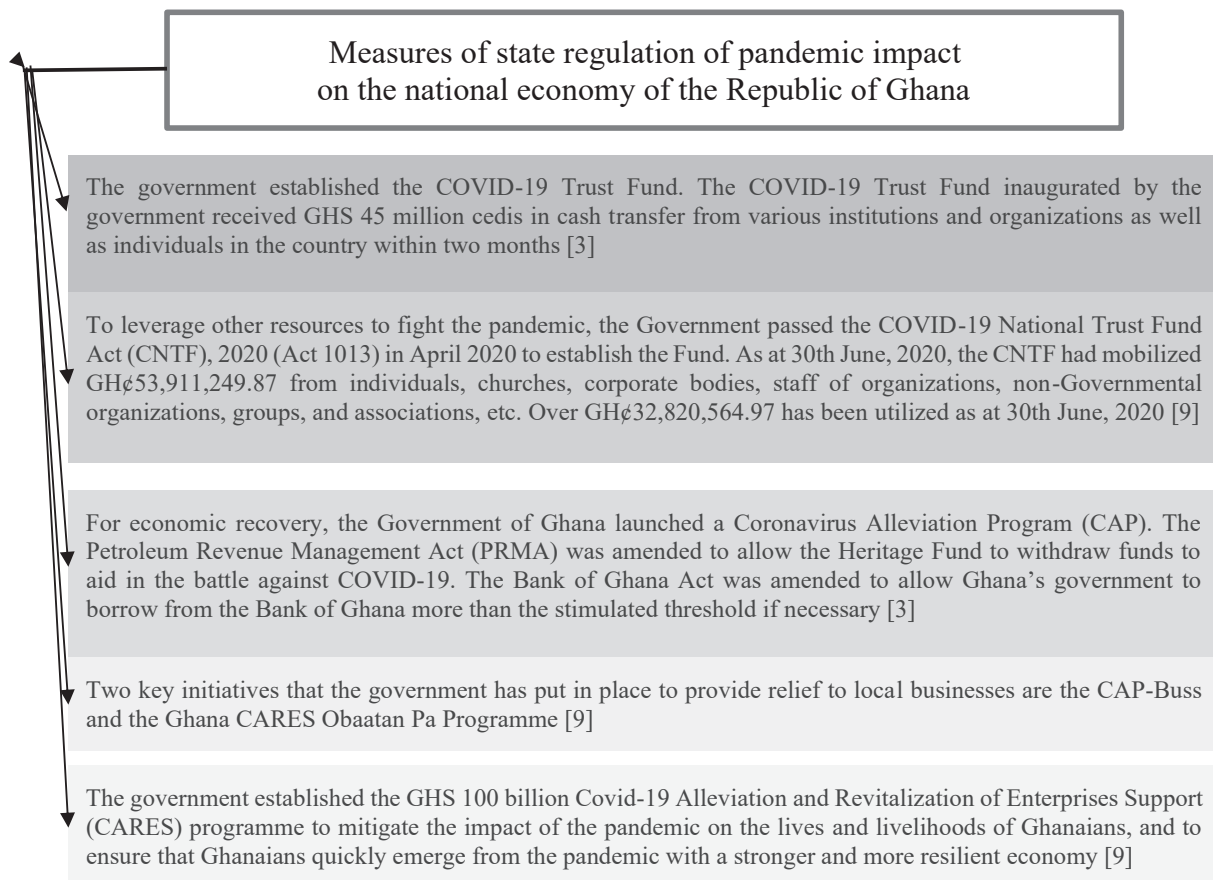 Measures of state regulation of pandemic impact
on the national economy of the Republic of Ghana
The government established the COVID-19 Trust Fund. The COVID-19 Trust Fund inaugurated by the
government received GHS 45 million cedis in cash transfer from various institutions and organizations as well
as individuals in the country within two months [3]
To leverage other resources to fight the pandemic, the Government passed the COVID-19 National Trust Fund
Act (CNTF), 2020 (Act 1013) in April 2020 to establish the Fund. As at 30th June, 2020, the CNTF had mobilized
GH¢53,911,249.87 from individuals, churches, corporate bodies, staff of organizations, non-Governmental
organizations, groups, and associations, etc. Over GH¢32,820,564.97 has been utilized as at 30th June, 2020 [9]
For economic recovery, the Government of Ghana launched a Coronavirus Alleviation Program (CAP). The
Petroleum Revenue Management Act (PRMA) was amended to allow the Heritage Fund to withdraw funds to
aid in the battle against COVID-19. The Bank of Ghana Act was amended to allow Ghana's government to
borrow from the Bank of Ghana more than the stimulated threshold if necessary [3]
Two key initiatives that the government has put in place to provide relief to local businesses are the CAP-Buss
and the Ghana CARES Obaatan Pa Programme [9]
The government established the GHS 100 billion Covid-19 Alleviation and Revitalization of Enterprises Support
(CARES) programme to mitigate the impact of the pandemic on the lives and livelihoods of Ghanaians, and to
ensure that Ghanaians quickly emerge from the pandemic with a stronger and more resilient economy [9]